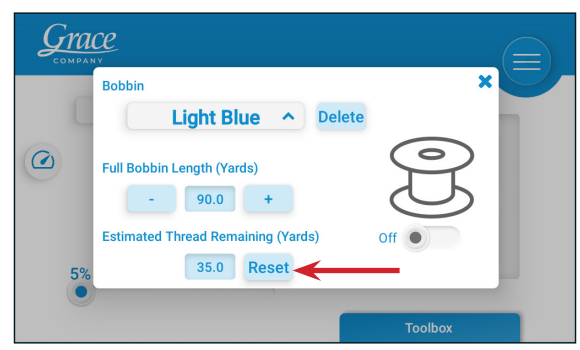 Grace
COMPANY
Bobbin
Light Blue
Delete
Full Bobbin Length (Yards)
- 90.0 +
Estimated Thread Remaining (Yards)
Off
35.0 Reset
5%
Toolbox